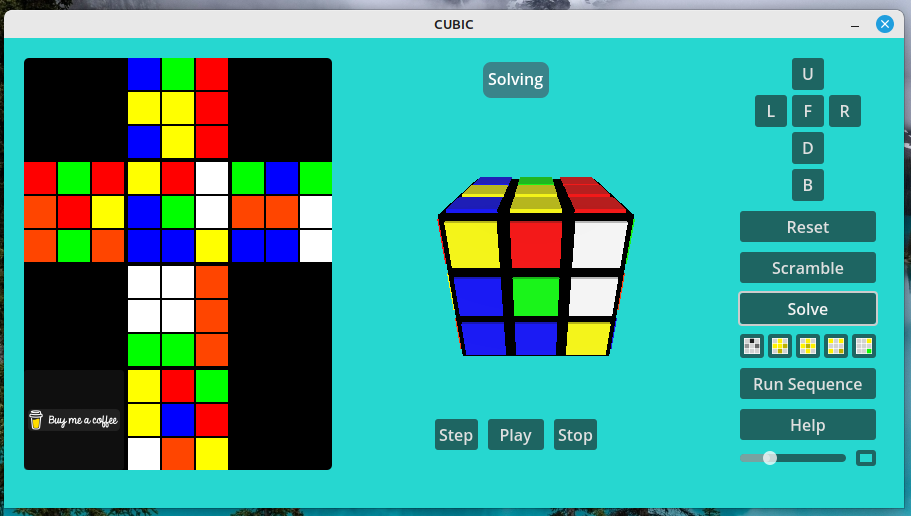 CUBIC
Solving
U
L F R
D
B
Reset
Scramble
Solve
Run Sequence
Help
Step Play Stop
Buy me a coffee